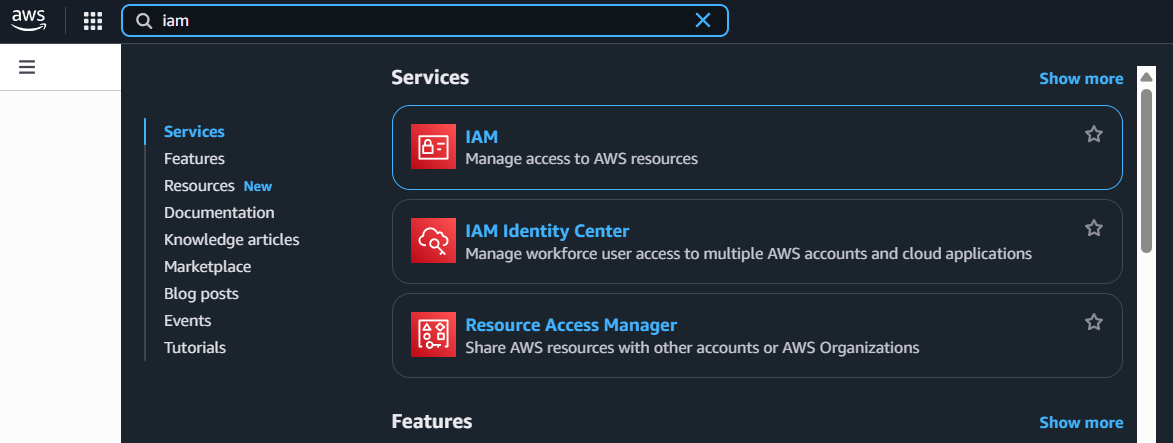 aws
iam
Services
Features
Resources New
Documentation
Knowledge articles
Marketplace
Blog posts
Events
Tutorials
Services Show more
IAM
Manage access to AWS resources
IAM Identity Center
Manage workforce user access to multiple AWS accounts and cloud applications
Resource Access Manager
Share AWS resources with other accounts or AWS Organizations
Features Show more